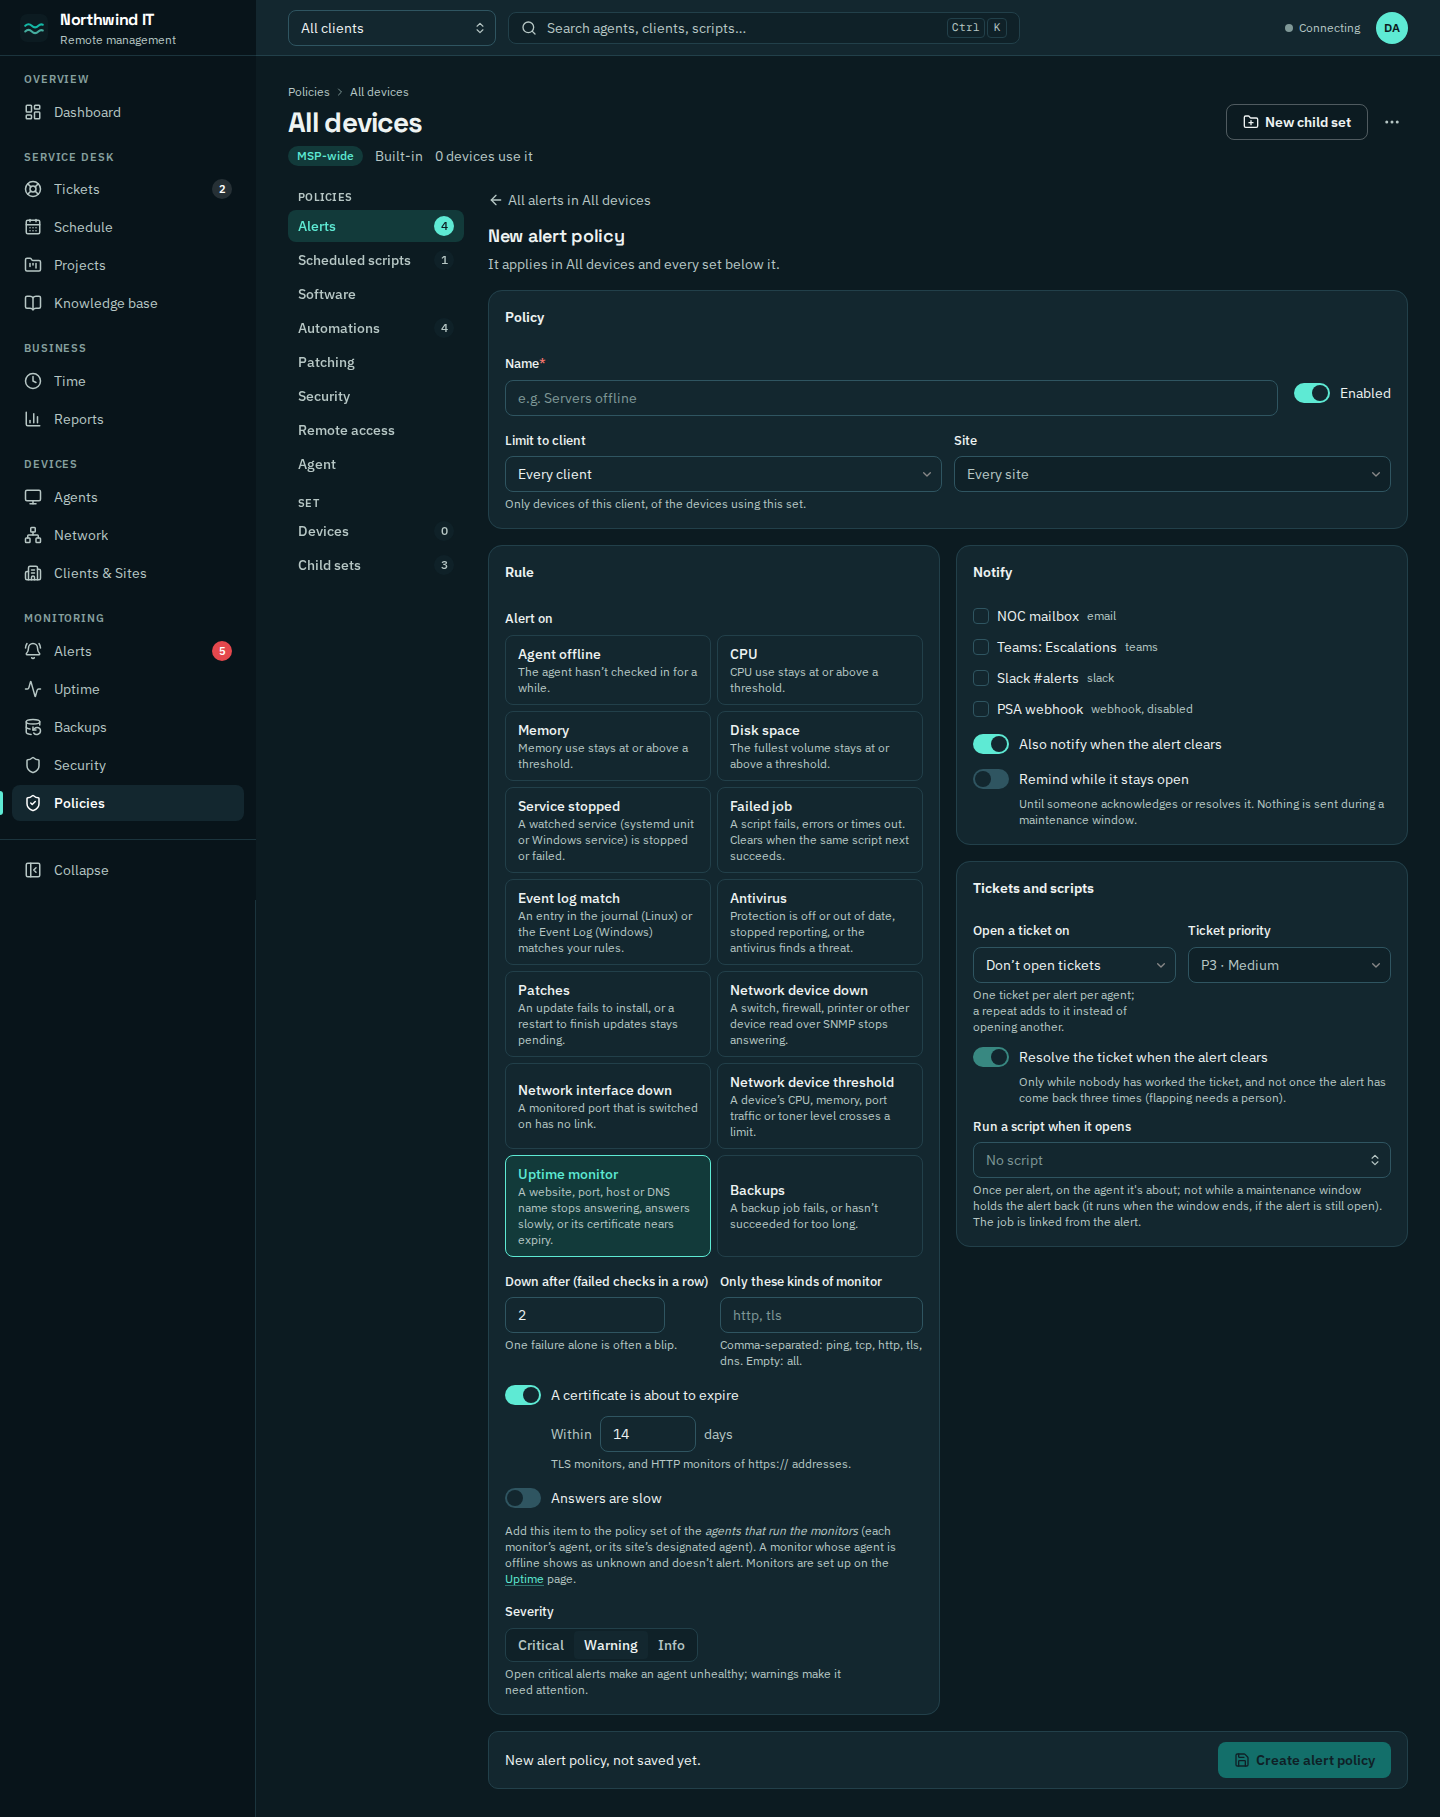 Northwind IT
Remote management
All clients
Search agents, clients, scripts...
Ctrl K
Connecting
DA
OVERVIEW
Dashboard
SERVICE DESK
Tickets 2
Schedule
Projects
Knowledge base
BUSINESS
Time
Reports
DEVICES
Agents
Network
Clients & Sites
MONITORING
Alerts 5
Uptime
Backups
Security
Policies
Collapse
Policies > All devices
All devices
MSP-wide Built-in 0 devices use it
New child set
POLICIES
Alerts 4
Scheduled scripts 1
Software
Automations 4
Patching
Security
Remote access
Agent
SET
Devices 0
Child sets 3
All alerts in All devices
New alert policy
It applies in All devices and every set below it.
Policy
Name*
e.g. Servers offline
Enabled
Limit to client
Every client
Only devices of this client, of the devices using this set.
Site
Every site
Rule
Alert on
Agent offline
The agent hasn't checked in for a
while.
CPU
CPU use stays at or above a
threshold.
Memory
Memory use stays at or above a
threshold.
Disk space
The fullest volume stays at or
above a threshold.
Service stopped
A watched service (systemd unit
or Windows service) is stopped
or failed.
Failed job
A script fails, errors or times out.
Clears when the same script next
succeeds.
Event log match
An entry in the journal (Linux) or
the Event Log (Windows)
matches your rules.
Antivirus
Protection is off or out of date,
stopped reporting, or the
antivirus finds a threat.
Patches
An update fails to install, or a
restart to finish updates stays
pending.
Network device down
A switch, firewall, printer or other
device read over SNMP stops
answering.
Network interface down
A monitored port that is switched
on has no link.
Network device threshold
A device's CPU, memory, port
traffic or toner level crosses a
limit.
Uptime monitor
A website, port, host or DNS
name stops answering, answers
slowly, or its certificate nears
expiry.
Backups
A backup job fails, or hasn't
succeeded for too long.
Down after (failed checks in a row)
2
One failure alone is often a blip.
Only these kinds of monitor
http, tls
Comma-separated: ping, tcp, http, tls,
dns. Empty: all.
A certificate is about to expire
Within 14 days
TLS monitors, and HTTP monitors of https:// addresses.
Answers are slow
Add this item to the policy set of the agents that run the monitors (each
monitor's agent, or its site's designated agent). A monitor whose agent is
offline shows as unknown and doesn't alert. Monitors are set up on the
Uptime page.
Severity
Critical Warning Info
Open critical alerts make an agent unhealthy; warnings make it
need attention.
Notify
NOC mailbox email
Teams: Escalations teams
Slack #alerts slack
PSA webhook webhook, disabled
Also notify when the alert clears
Remind while it stays open
Until someone acknowledges or resolves it. Nothing is sent during a
maintenance window.
Tickets and scripts
Open a ticket on
Don't open tickets
One ticket per alert per agent;
a repeat adds to it instead of
opening another.
Ticket priority
P3 · Medium
Resolve the ticket when the alert clears
Only while nobody has worked the ticket, and not once the alert has
come back three times (flapping needs a person).
Run a script when it opens
No script
Once per alert, on the agent it's about; not while a maintenance window
holds the alert back (it runs when the window ends, if the alert is still open).
The job is linked from the alert.
New alert policy, not saved yet.
Create alert policy